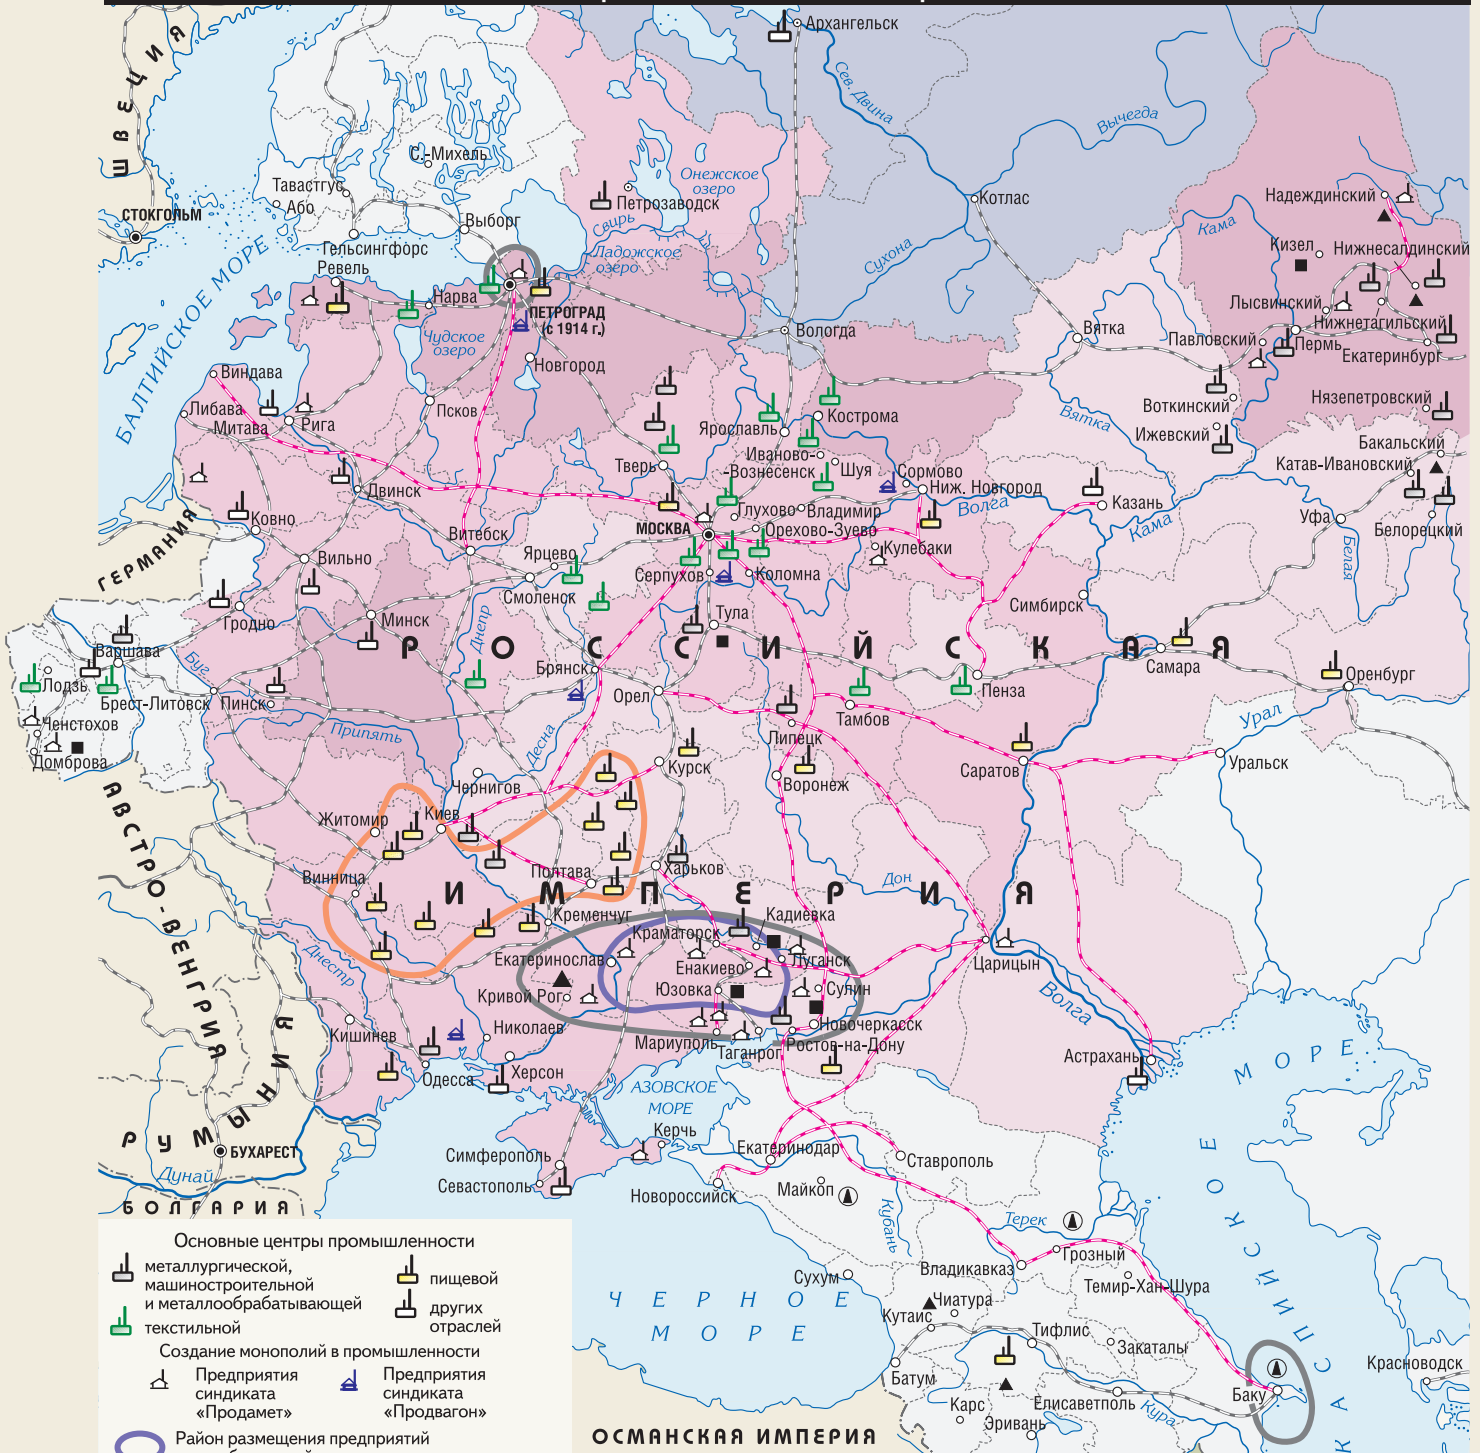 Архангельск
Сев. Двина
Вычегда
ШВЕЦИЯ
С.-Михель
Онежское
озеро
Тавастгус
Або
Петрозаводск
Котлас
Надеждинский
СТОКГОЛЬМ
Выборг
Свирь
Кама
Гельсингфорс
Ладожское
озеро
Сухона
Кизел
Нижнесалдинский
БАЛТИЙСКОЕ МОРЕ
Ревель
Нарва
ПЕТРОГРАД
(с 1914 г.)
Лысвинский
Чудское
озеро
Вологда
Вятка
Нижнетагильский
Павловский
Пермь
Екатеринбург
Новгород
Виндава
Либава
Митава
Рига
Псков
Кострома
Вятка
Воткинский
Нязепетровский
Ярославль
Ижевский
Бакальский
Тверь
Иваново-
-Вознесенск
Шуя
Сормово
Катав-Ивановский
Двинск
Ниж. Новгород
Волга
Казань
Глухово
Владимир
Уфа
Белорецкий
Ковно
МОСКВА
Орехово-Зуево
Кама
Витебск
Кулебаки
ГЕРМАНИЯ
Вильно
Ярцево
Серпухов
Коломна
Белая
Смоленск
Симбирск
Гродно
Минск
Днепр
Тула
РОССИЙСКАЯ
Варшава
Буг
Брянск
Самара
Лодзь
Оренбург
Брест-Литовск
Пинск
Орел
Пенза
Тамбов
Ченстохов
Припять
Десна
Липецк
Урал
Домброва
Курск
Саратов
Уральск
Чернигов
Воронеж
АВСТРО-ВЕНГРИЯ
Житомир
Киев
Винница
Полтава
Харьков
Дон
ИМПЕРИЯ
Кременчуг
Кадиевка
Краматорск
Днестр
Екатеринослав
Енакиево
Луганск
Царицын
Юзовка
Сулин
Кривой Рог
Волга
Кишинев
Николаев
Новочеркасск
Мариуполь
Таганрог
Ростов-на-Дону
Астрахань
Одесса
Херсон
АЗОВСКОЕ
МОРЕ
РУМЫНИЯ
Керчь
Екатеринодар
БУХАРЕСТ
Симферополь
Ставрополь
Дунай
Севастополь
Новороссийск
Майкоп
БОЛГАРИЯ
Кубань
Терек
Грозный
Владикавказ
Сухум
Темир-Хан-Шура
ЧЕРНОЕ
МОРЕ
Чиатура
Кутаис
Тифлис
Закаталы
Батум
Баку
Красноводск
Карс
Елисаветполь
Кура
Эривань
КАСПИЙСКОЕ МОРЕ
ОСМАНСКАЯ ИМПЕРИЯ
Основные центры промышленности
металлургической,
машиностроительной
и металлообрабатывающей
пищевой
текстильной
других
отраслей
Создание монополий в промышленности
Предприятия
синдиката
«Продамет»
Предприятия
синдиката
«Продвагон»
Район размещения предприятий